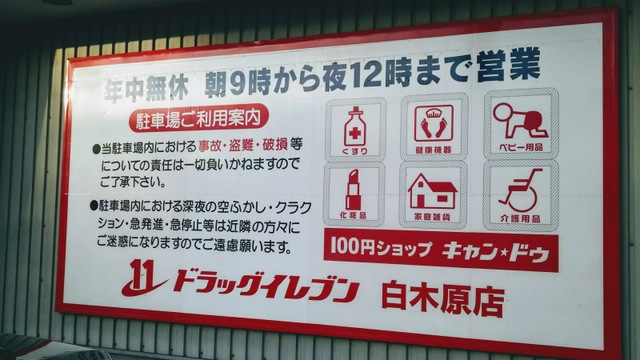 年中無休 朝9時から夜12時まで営業
駐車場ご利用案内
●当駐車場内における事故・盗難・破損等
についての責任は一切負いかねますので
ご了承下さい。
●駐車場内における深夜の空ふかし・クラク
ション・急発進・急停止等は近隣の方々に
ご迷惑になりますのでご遠慮願います。
くすり
健康機器
ベビー用品
化粧品
家庭雑貨
介護用品
100円ショップ キャン★ドゥ
11 ドラッグイレブン 白木原店